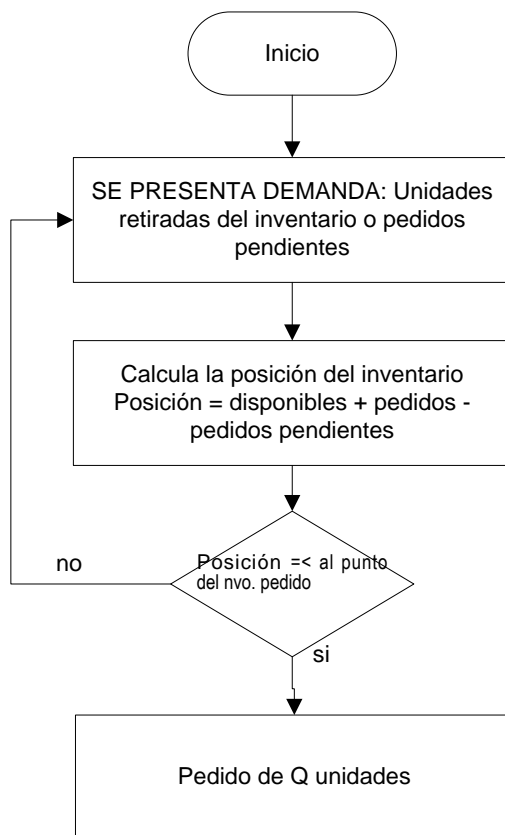 Inicio
SE PRESENTA DEMANDA: Unidades
retiradas del inventario o pedidos
pendientes
Calcula la posición del inventario
Posición = disponibles + pedidos -
pedidos pendientes
Posición =< al punto
del nvo. pedido
no
si
Pedido de Q unidades